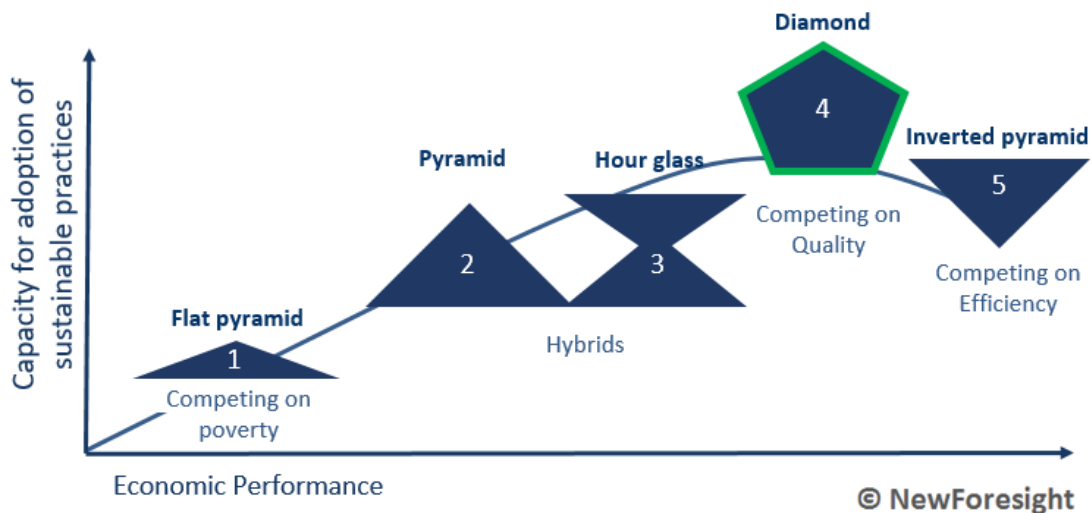 Diamond
4
Inverted pyramid
5
Pyramid
Hour glass
2
3
Competing on
Quality
Competing on
Efficiency
Flat pyramid
1
Hybrids
Competing on
poverty
Capacity for adoption of
sustainable practices
Economic Performance
© NewForesight